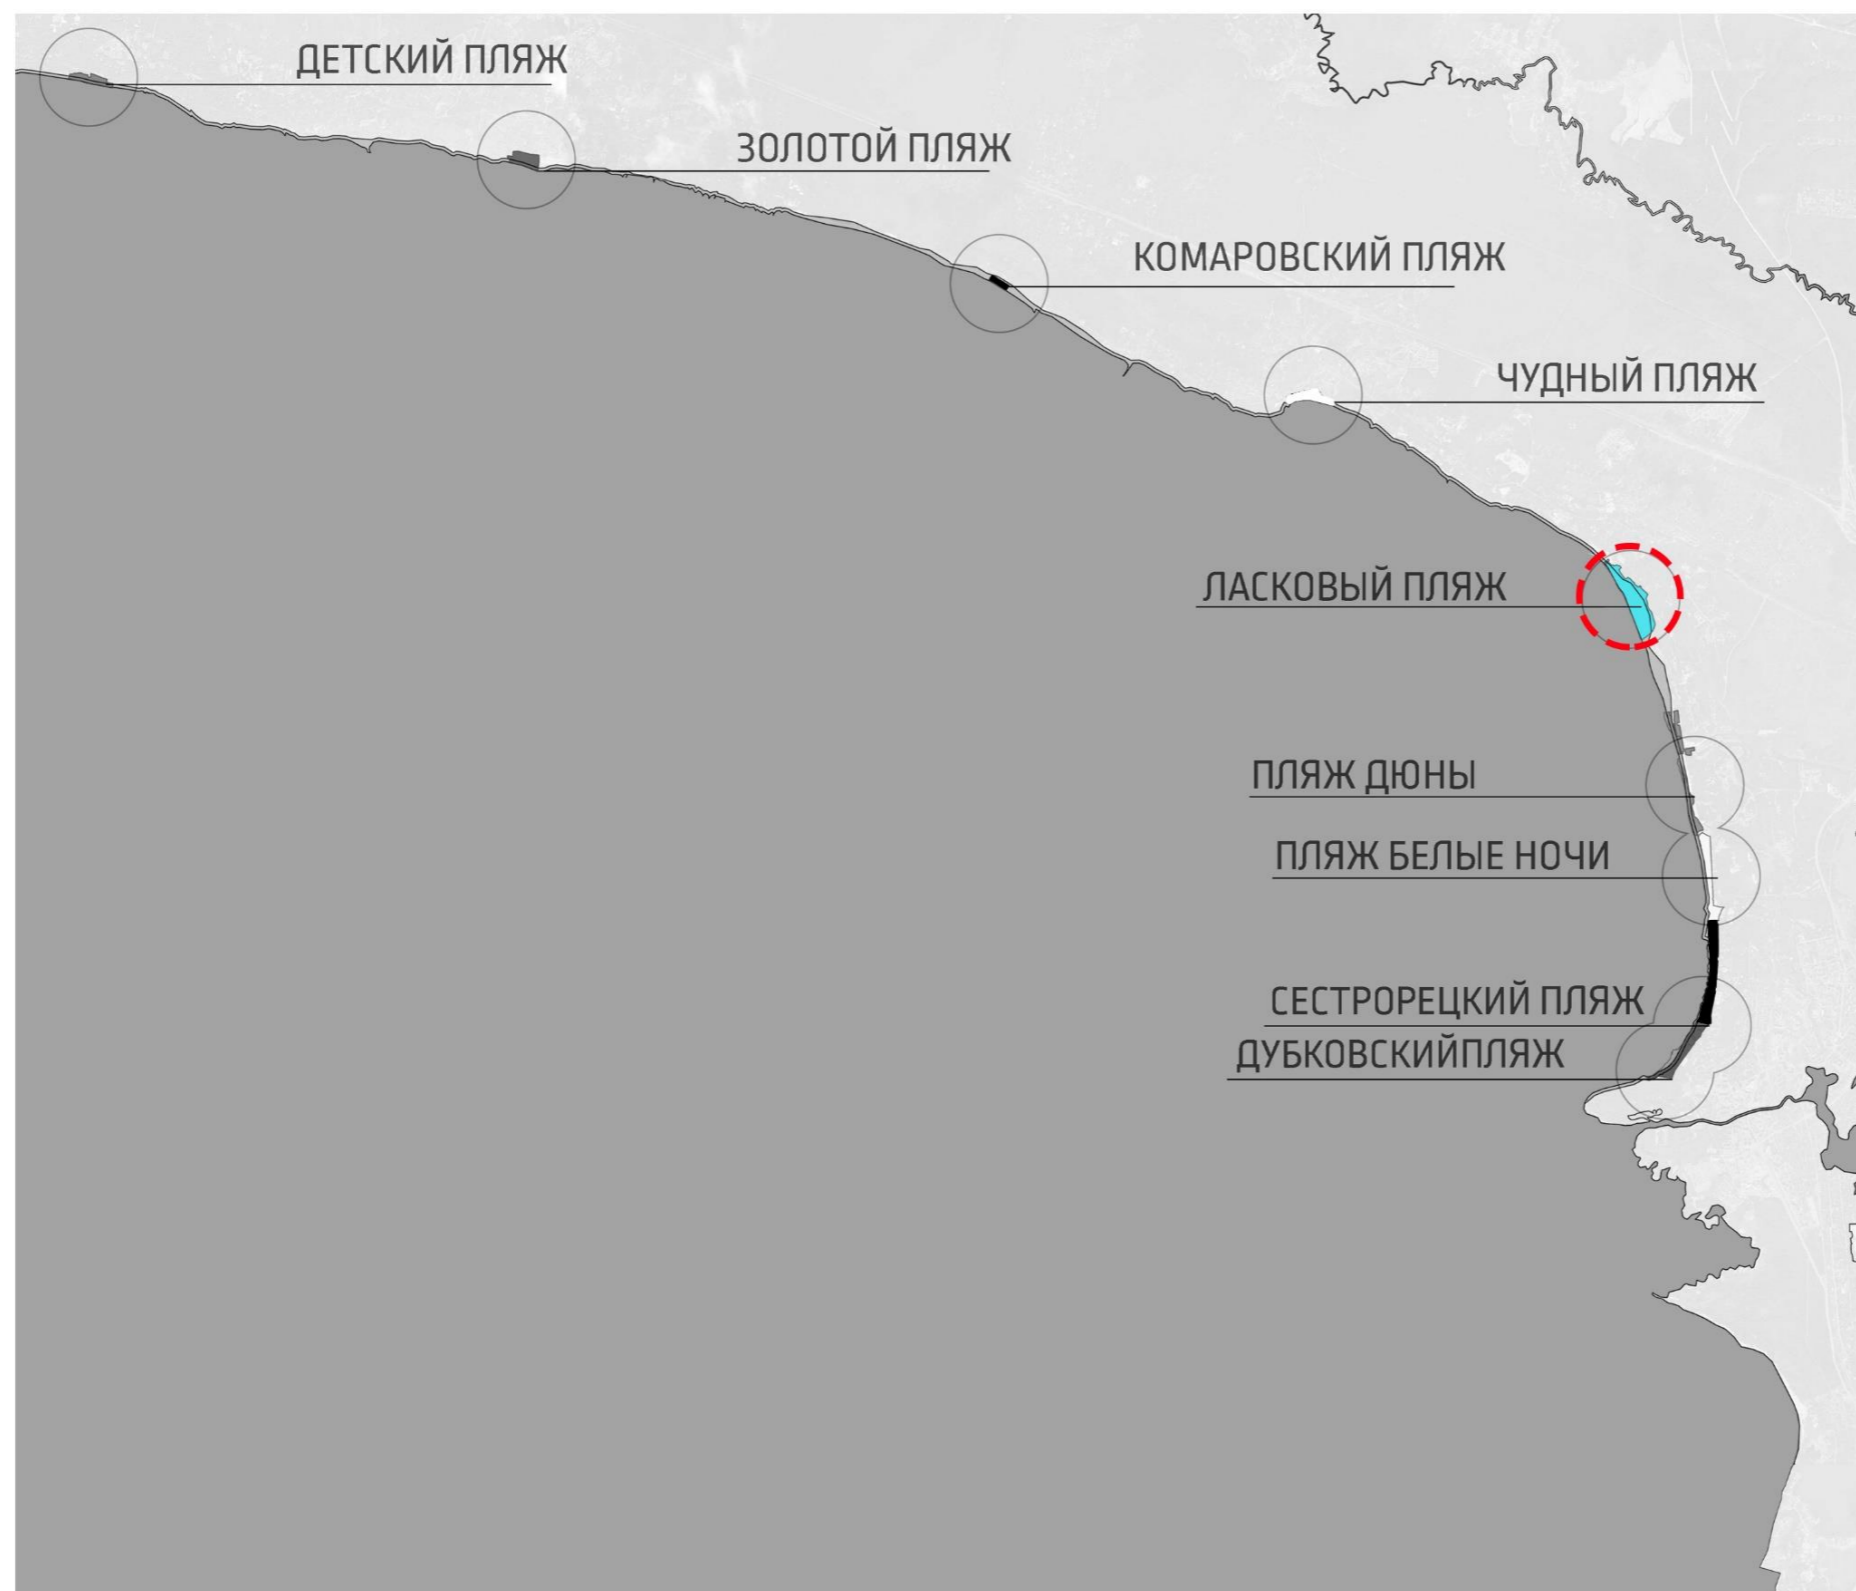 ДЕТСКИЙ ПЛЯЖ
ЗОЛОТОЙ ПЛЯЖ
КОМАРОВСКИЙ ПЛЯЖ
ЧУДНЫЙ ПЛЯЖ
ЛАСКОВЫЙ ПЛЯЖ
ПЛЯЖ ДЮНЫ
ПЛЯЖ БЕЛЫЕ НОЧИ
СЕСТРОРЕЦКИЙ ПЛЯЖ
ДУБКОВСКИЙПЛЯЖ